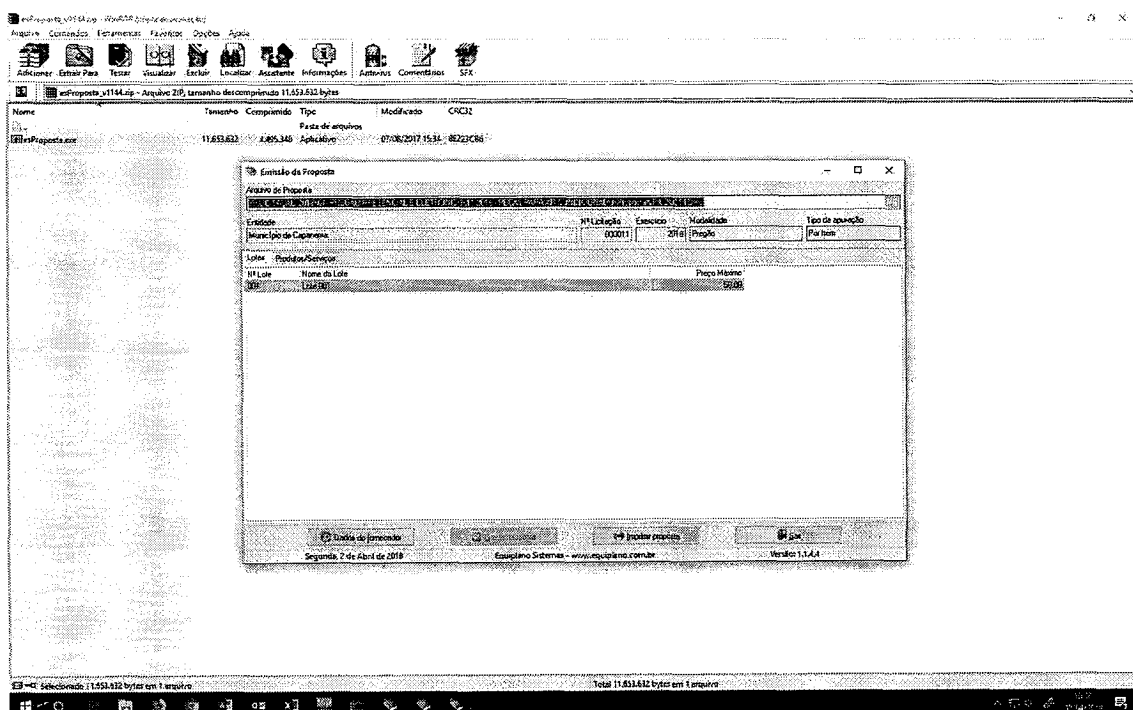 esProposta_v1144.zip - WinRAR
Arquivo Comandos Ferramentas Favoritos Opções Ajuda
Adicionar Extrair Para Testar Visualizar Excluir Localizar Assistente Informações Antivírus Comentários SFX
esProposta_v1144.zip - Arquivo ZIP, tamanho descomprimido 11.653.632 bytes
Nome Tamanho Comprimido Tipo Modificado CRC32
Pasta de arquivos
esProposta.exe 11.653.632 4.895.346 Aplicativo 07/08/2017 15:34
Emissão de Proposta
Arquivo de Proposta
Entidade Nº Licitação Exercício Modalidade Tipo de apuração
Município de Capanema 000011 2018 Pregão Por Item
Lotes Produtos/Serviços
Nº Lote Nome do Lote Preço Máximo
001 Lote 001
Dados do fornecedor Imprimir proposta Sair
Segunda, 2 de Abril de 2018 Equiplano Sistemas - www.equiplano.com.br Versão: 1.1.4.4
Selecionado 11.653.632 bytes em 1 arquivo Total 11.653.632 bytes em 1 arquivo